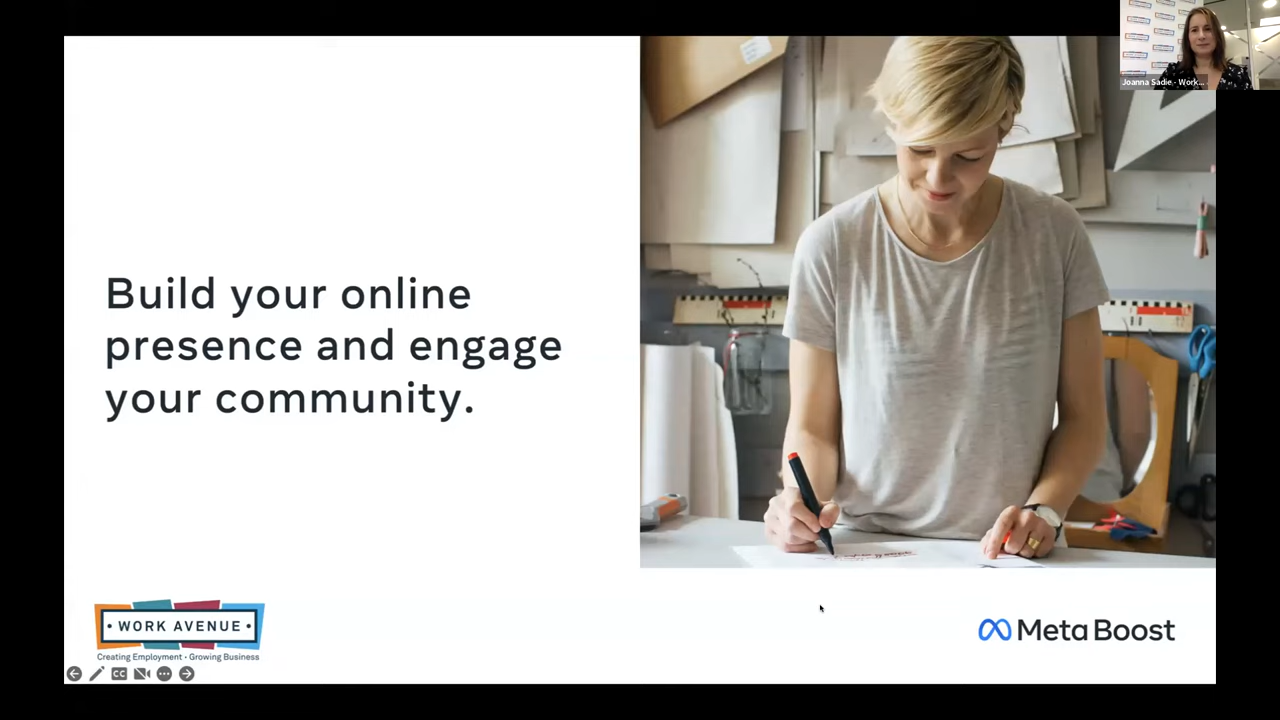 Joanna Sadie - Work...
Build your online
presence and engage
your community.
• WORK AVENUE •
Creating Employment • Growing Business
CC
Meta Boost